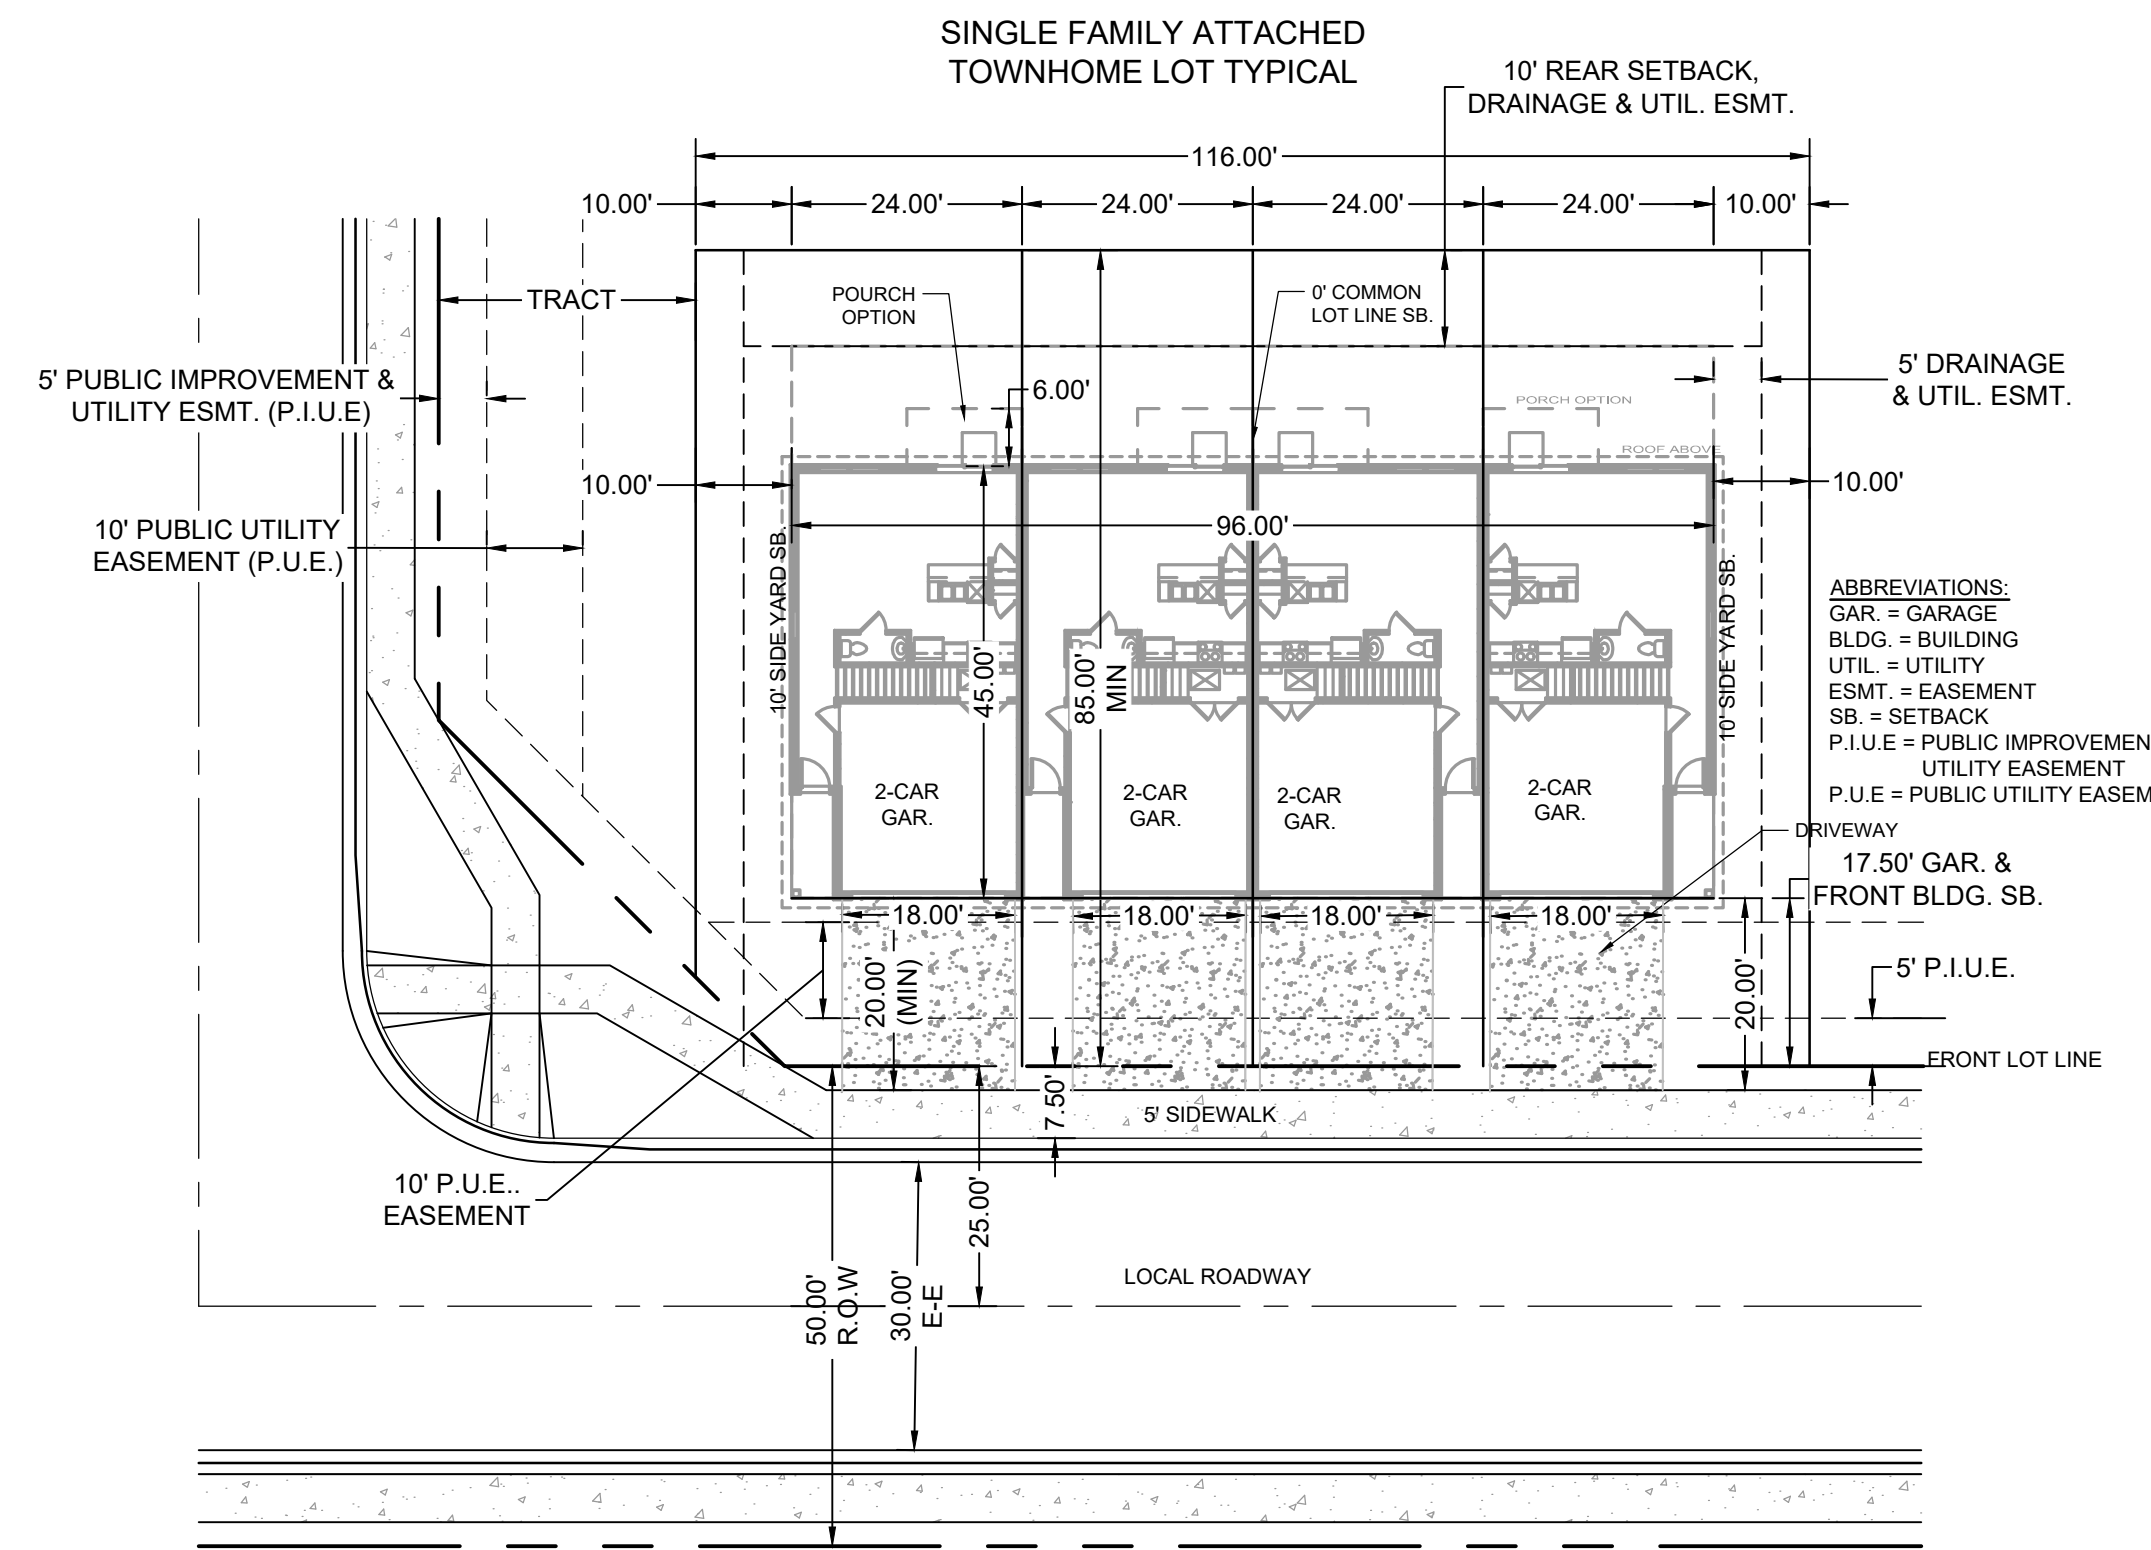 SINGLE FAMILY ATTACHED
TOWNHOME LOT TYPICAL
10' REAR SETBACK,
DRAINAGE & UTIL. ESMT.
116.00'
10.00'
24.00'
24.00'
24.00'
24.00'
10.00'
TRACT
POURCH
OPTION
0' COMMON
LOT LINE SB.
5' PUBLIC IMPROVEMENT &
UTILITY ESMT. (P.I.U.E)
6.00'
PORCH OPTION
5' DRAINAGE
& UTIL. ESMT.
ROOF ABOVE
10.00'
10.00'
96.00'
10' PUBLIC UTILITY
EASEMENT (P.U.E.)
10' SIDE YARD SB.
45.00'
85.00'
MIN
10' SIDE YARD SB.
ABBREVIATIONS:
GAR. = GARAGE
BLDG. = BUILDING
UTIL. = UTILITY
ESMT. = EASEMENT
SB. = SETBACK
P.I.U.E = PUBLIC IMPROVEMEN
UTILITY EASEMENT
P.U.E = PUBLIC UTILITY EASEM
2-CAR
GAR.
2-CAR
GAR.
2-CAR
GAR.
2-CAR
GAR.
DRIVEWAY
17.50' GAR. &
FRONT BLDG. SB.
18.00'
18.00'
18.00'
18.00'
20.00'
(MIN)
20.00'
5' P.I.U.E.
FRONT LOT LINE
7.50'
5' SIDEWALK
10' P.U.E..
EASEMENT
25.00'
50.00'
R.O.W
30.00'
E-E
LOCAL ROADWAY